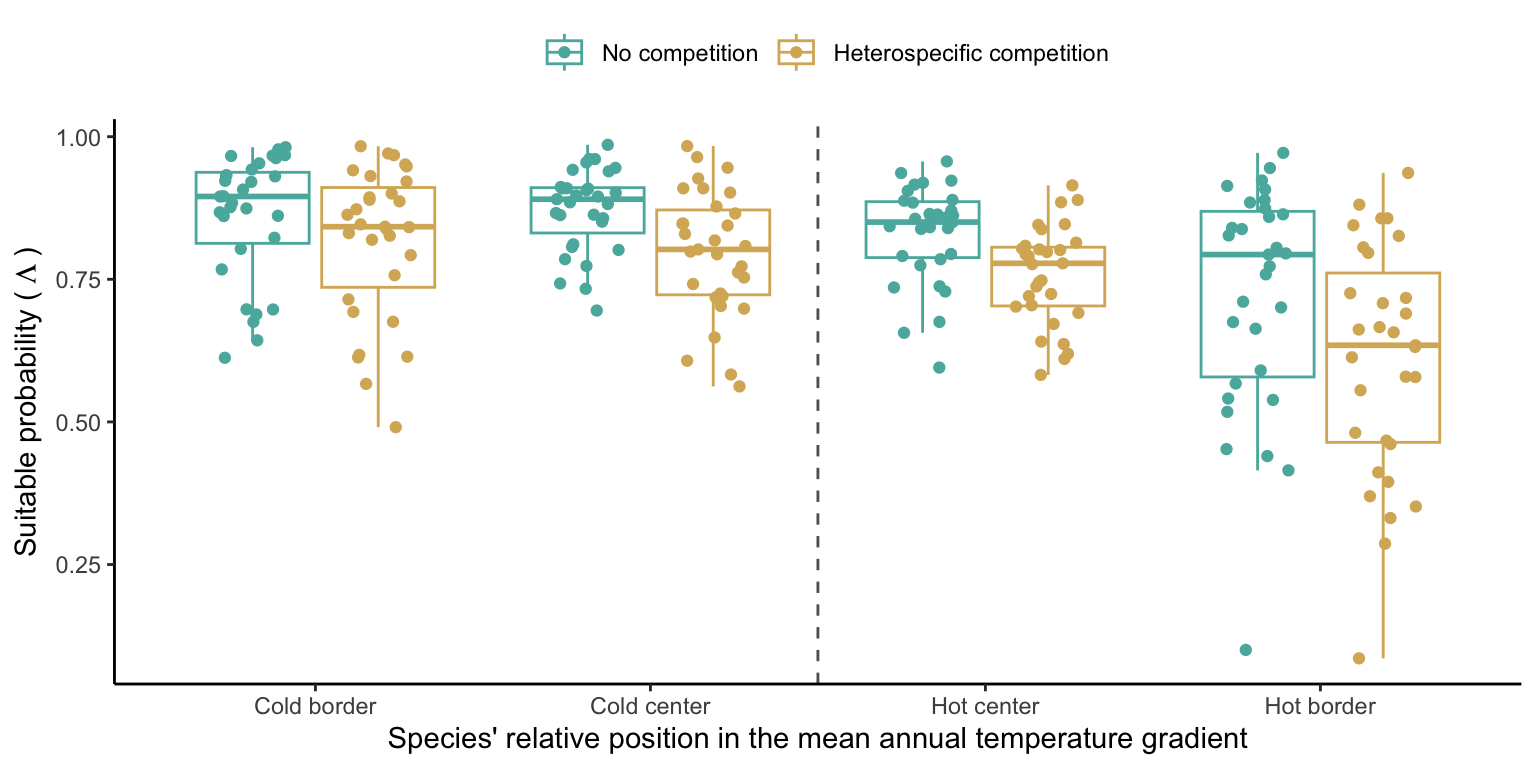 No competition Heterospecific competition
Suitable probability ( Λ )
1.00
0.75
0.50
0.25
Cold border Cold center Hot center Hot border
Species' relative position in the mean annual temperature gradient